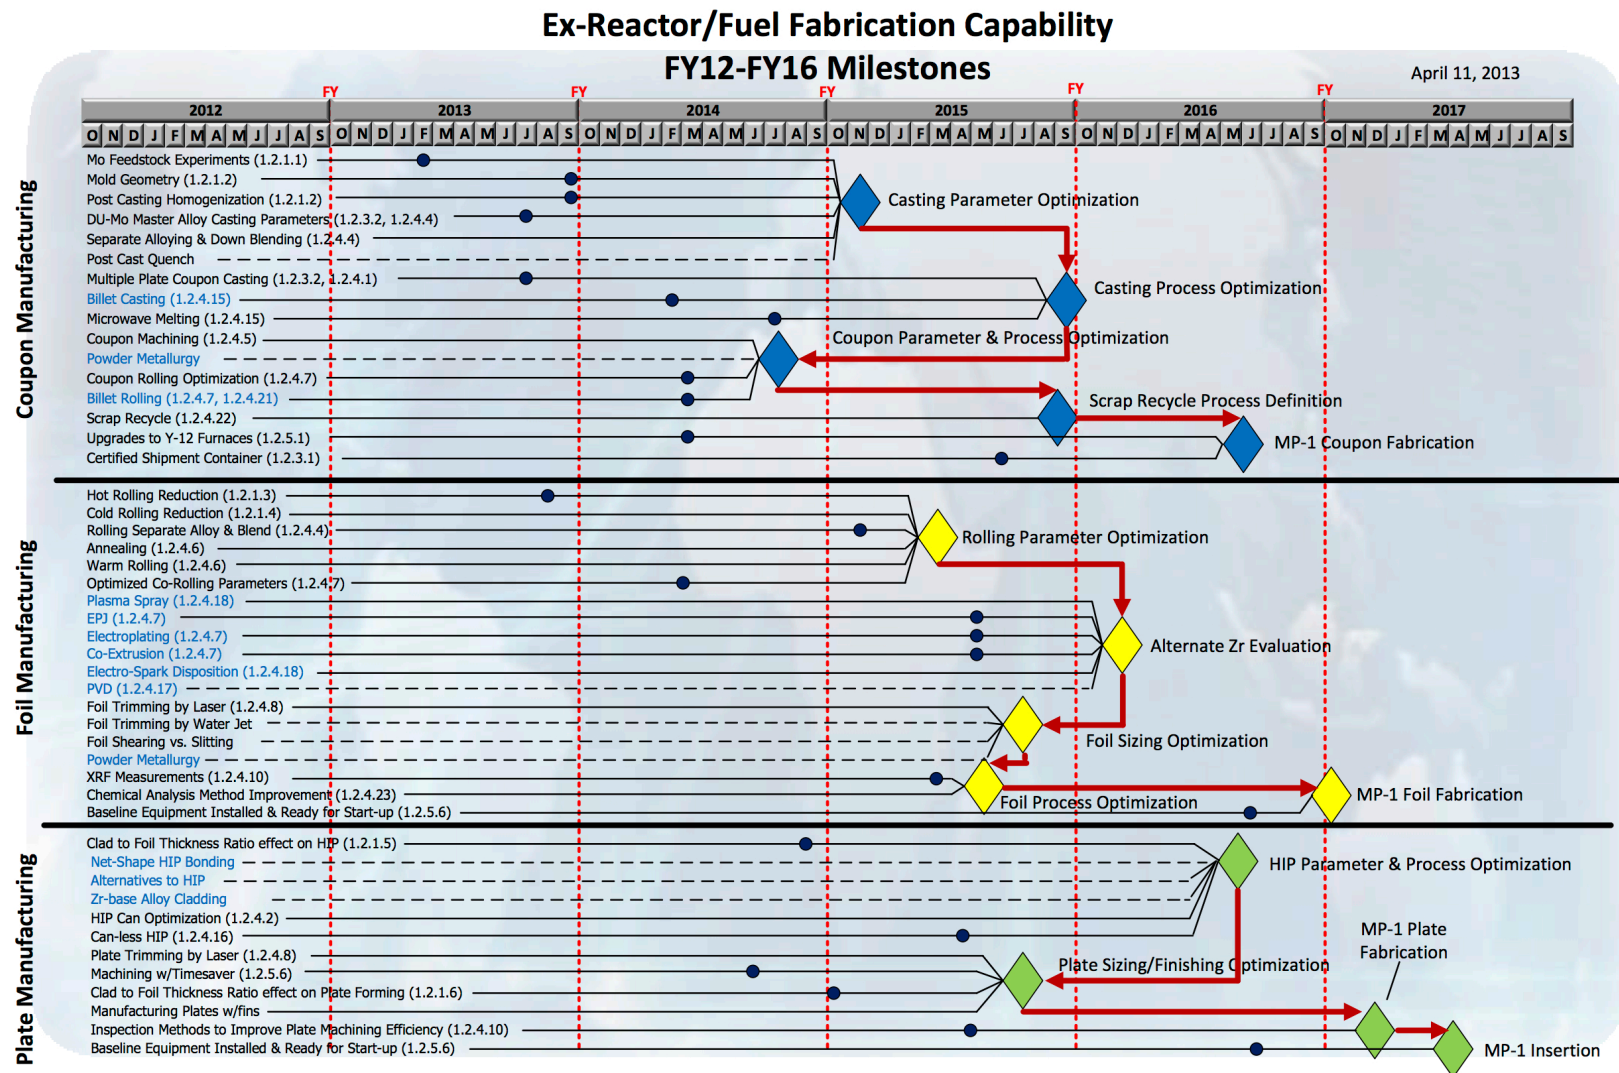 Ex-Reactor/Fuel Fabrication Capability
FY12-FY16 Milestones
April 11, 2013
FY FY FY FY FY
2012 2013 2014 2015 2016 2017
O N D J F M A M J J A S O N D J F M A M J J A S O N D J F M A M J J A S O N D J F M A M J J A S O N D J F M A M J J A S O N D J F M A M J J A S
Coupon Manufacturing
Mo Feedstock Experiments (1.2.1.1)
Mold Geometry (1.2.1.2)
Post Casting Homogenization (1.2.1.2)
Casting Parameter Optimization
DU-Mo Master Alloy Casting Parameters (1.2.3.2, 1.2.4.4)
Separate Alloying & Down Blending (1.2.4.4)
Post Cast Quench
Multiple Plate Coupon Casting (1.2.3.2, 1.2.4.1)
Casting Process Optimization
Billet Casting (1.2.4.15)
Microwave Melting (1.2.4.15)
Coupon Machining (1.2.4.5)
Coupon Parameter & Process Optimization
Powder Metallurgy
Coupon Rolling Optimization (1.2.4.7)
Billet Rolling (1.2.4.7, 1.2.4.21)
Scrap Recycle Process Definition
Scrap Recycle (1.2.4.22)
Upgrades to Y-12 Furnaces (1.2.5.1)
MP-1 Coupon Fabrication
Certified Shipment Container (1.2.3.1)
Foil Manufacturing
Hot Rolling Reduction (1.2.1.3)
Cold Rolling Reduction (1.2.1.4)
Rolling Separate Alloy & Blend (1.2.4.4)
Rolling Parameter Optimization
Annealing (1.2.4.6)
Warm Rolling (1.2.4.6)
Optimized Co-Rolling Parameters (1.2.4.7)
Plasma Spray (1.2.4.18)
EPJ (1.2.4.7)
Electroplating (1.2.4.7)
Alternate Zr Evaluation
Co-Extrusion (1.2.4.7)
Electro-Spark Disposition (1.2.4.18)
PVD (1.2.4.17)
Foil Trimming by Laser (1.2.4.8)
Foil Trimming by Water Jet
Foil Shearing vs. Slitting
Foil Sizing Optimization
Powder Metallurgy
XRF Measurements (1.2.4.10)
Chemical Analysis Method Improvement (1.2.4.23)
MP-1 Foil Fabrication
Foil Process Optimization
Baseline Equipment Installed & Ready for Start-up (1.2.5.6)
Plate Manufacturing
Clad to Foil Thickness Ratio effect on HIP (1.2.1.5)
Net-Shape HIP Bonding
HIP Parameter & Process Optimization
Alternatives to HIP
Zr-base Alloy Cladding
HIP Can Optimization (1.2.4.2)
Can-less HIP (1.2.4.16)
MP-1 Plate
Fabrication
Plate Trimming by Laser (1.2.4.8)
Plate Sizing/Finishing Optimization
Machining w/Timesaver (1.2.5.6)
Clad to Foil Thickness Ratio effect on Plate Forming (1.2.1.6)
Manufacturing Plates w/fins
Inspection Methods to Improve Plate Machining Efficiency (1.2.4.10)
Baseline Equipment Installed & Ready for Start-up (1.2.5.6)
MP-1 Insertion